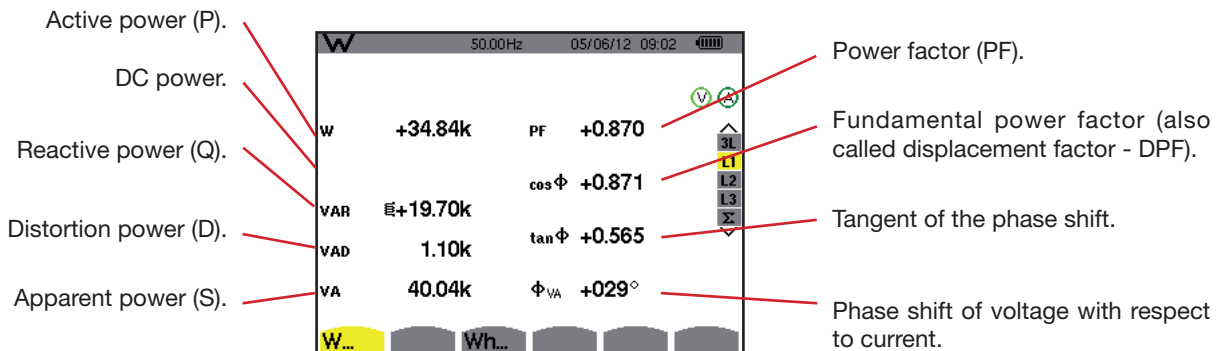 Active power (P).
DC power.
Reactive power (Q).
Distortion power (D).
Apparent power (S).
W 50.00Hz 05/06/12 09:02
V A
W +34.84k PF +0.870
3L
L1
cosΦ +0.871
L2
L3
VAR +19.70k
Σ
tanΦ +0.565
VAD 1.10k
VA 40.04k ΦVA +029°
W... Wh...
Power factor (PF).
Fundamental power factor (also
called displacement factor - DPF).
Tangent of the phase shift.
Phase shift of voltage with respect
to current.